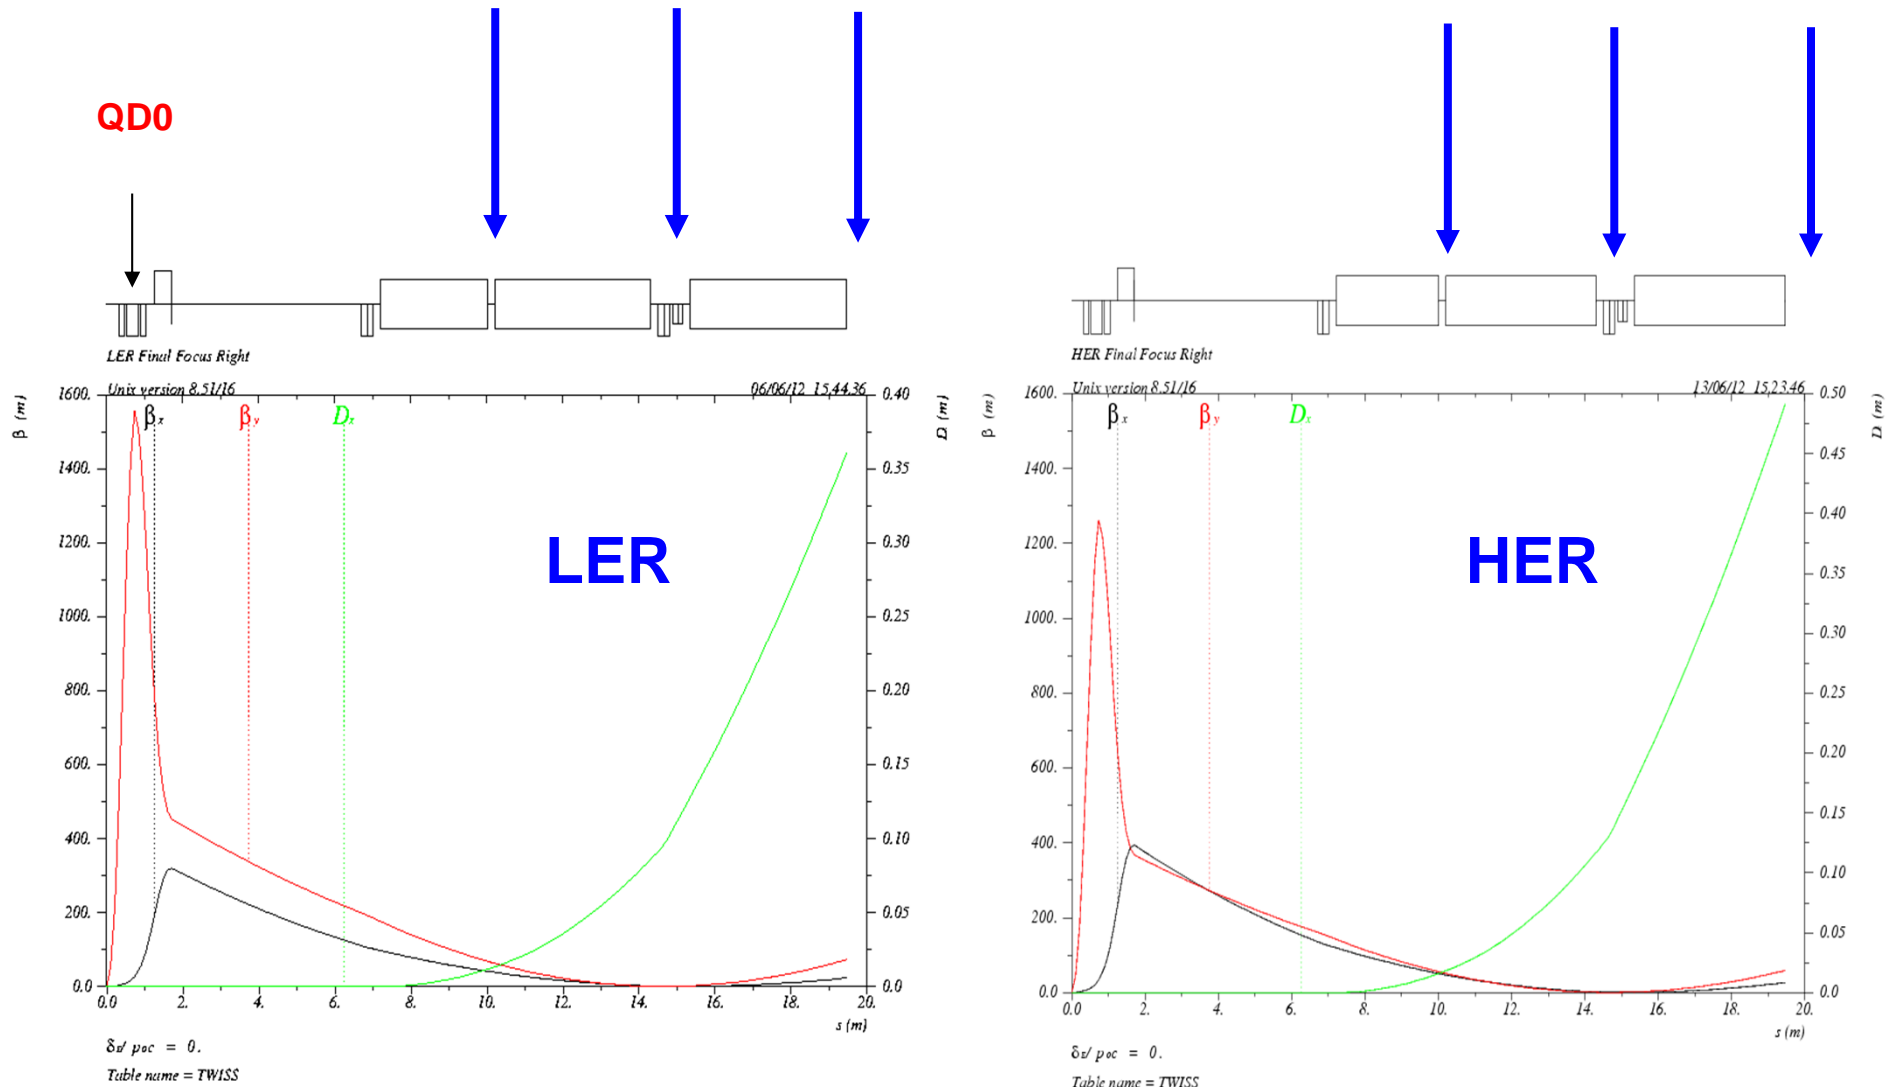 QD0
LER Final Focus Right
Unix version 8.51/16 06/06/12 15.44.36
β (m)
D (m)
βx βy Dx
1600.
1400.
1200.
1000.
800.
600.
400.
200.
0.0
0.40
0.35
0.30
0.25
0.20
0.15
0.10
0.05
0.0
LER
0.0 2. 4. 6. 8. 10. 12. 14. 16. 18. 20.
s (m)
δε/ p0c = 0.
Table name = TWISS
HER Final Focus Right
Unix version 8.51/16 13/06/12 15.23.46
β (m)
D (m)
βx βy Dx
1600.
1400.
1200.
1000.
800.
600.
400.
200.
0.0
0.50
0.45
0.40
0.35
0.30
0.25
0.20
0.15
0.10
0.05
0.0
HER
0.0 2. 4. 6. 8. 10. 12. 14. 16. 18. 20.
s (m)
δε/ p0c = 0.
Table name = TWISS